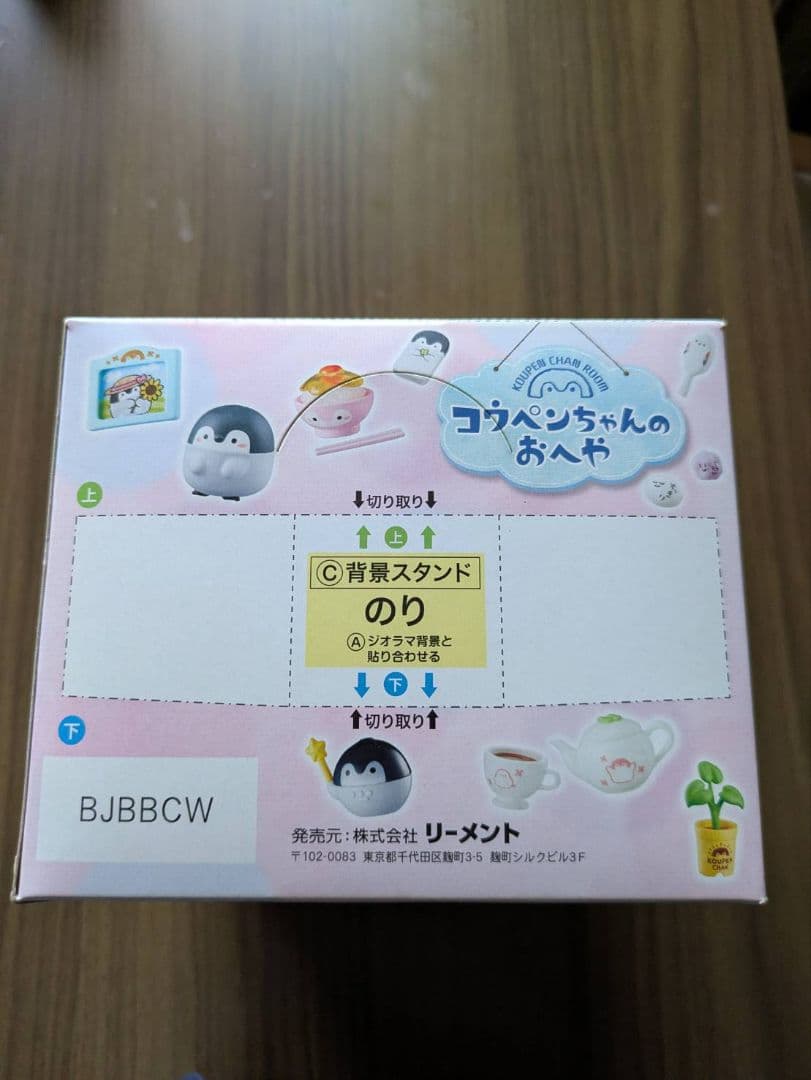 KOUPEN CHAN ROOM
コウペンちゃんの
おへや
上
↓切り取り↓
↑上↑
Ⓒ背景スタンド
のり
Ⓐジオラマ背景と
貼り合わせる
↓下↓
↑切り取り↑
下
BJBBCW
発売元:株式会社 リーメント
〒102-0083 東京都千代田区麹町3-5 麹町シルクビル3F
KOUPEN
CHAN